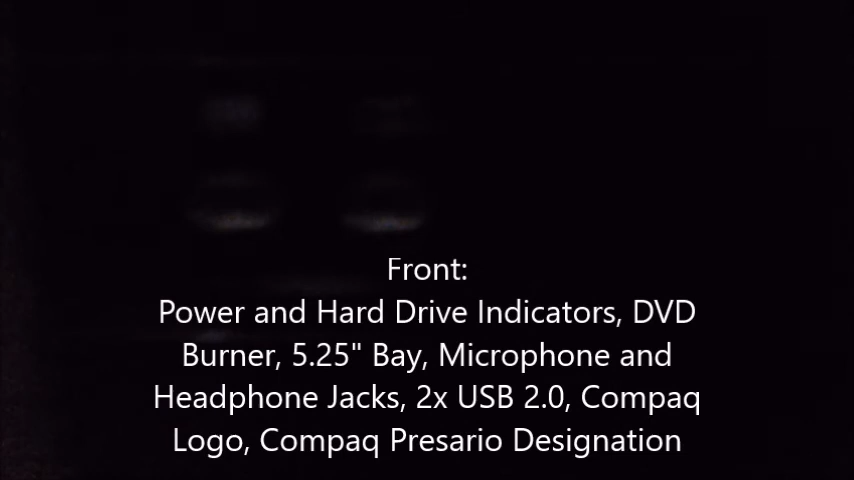 Front:
Power and Hard Drive Indicators, DVD
Burner, 5.25" Bay, Microphone and
Headphone Jacks, 2x USB 2.0, Compaq
Logo, Compaq Presario Designation